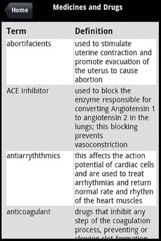 Home Medicines and Drugs
Term Definition
abortifacients used to stimulate
uterine contraction and
promote evacuation of
the uterus to cause
abortion
ACE Inhibitor used to block the
enzyme responsible for
converting Angiotensin 1
to angiotensin 2 in the
lungs; this blocking
prevents
vasoconstriction
antiarryththmics this affects the action
potential of cardiac cells
and are used to treat
arrhythmias and return
normal rate and rhythm
of the heart muscles
anticoagulant drugs that inhibit any
step of the coagulation
process, preventing or